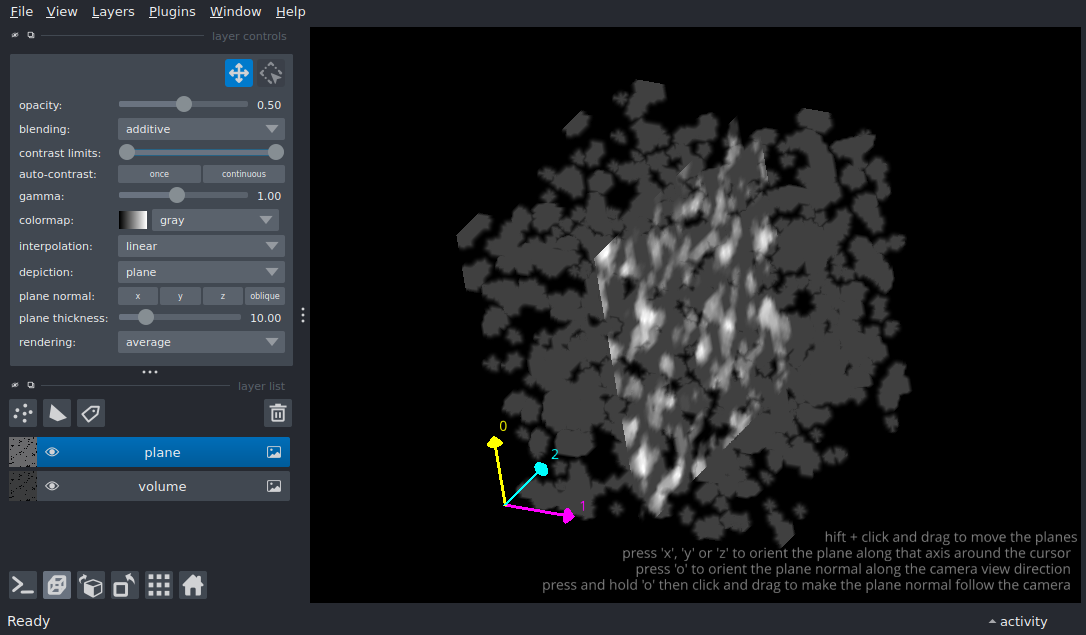 File View Layers Plugins Window Help
layer controls
opacity: 0.50
blending: additive
contrast limits:
auto-contrast: once continuous
gamma: 1.00
colormap: gray
interpolation: linear
depiction: plane
plane normal: x y z oblique
plane thickness: 10.00
rendering: average
layer list
plane
volume
0
2
1
hift + click and drag to move the planes
press 'x', 'y' or 'z' to orient the plane along that axis around the cursor
press 'o' to orient the plane normal along the camera view direction
press and hold 'o' then click and drag to make the plane normal follow the camera
Ready
activity